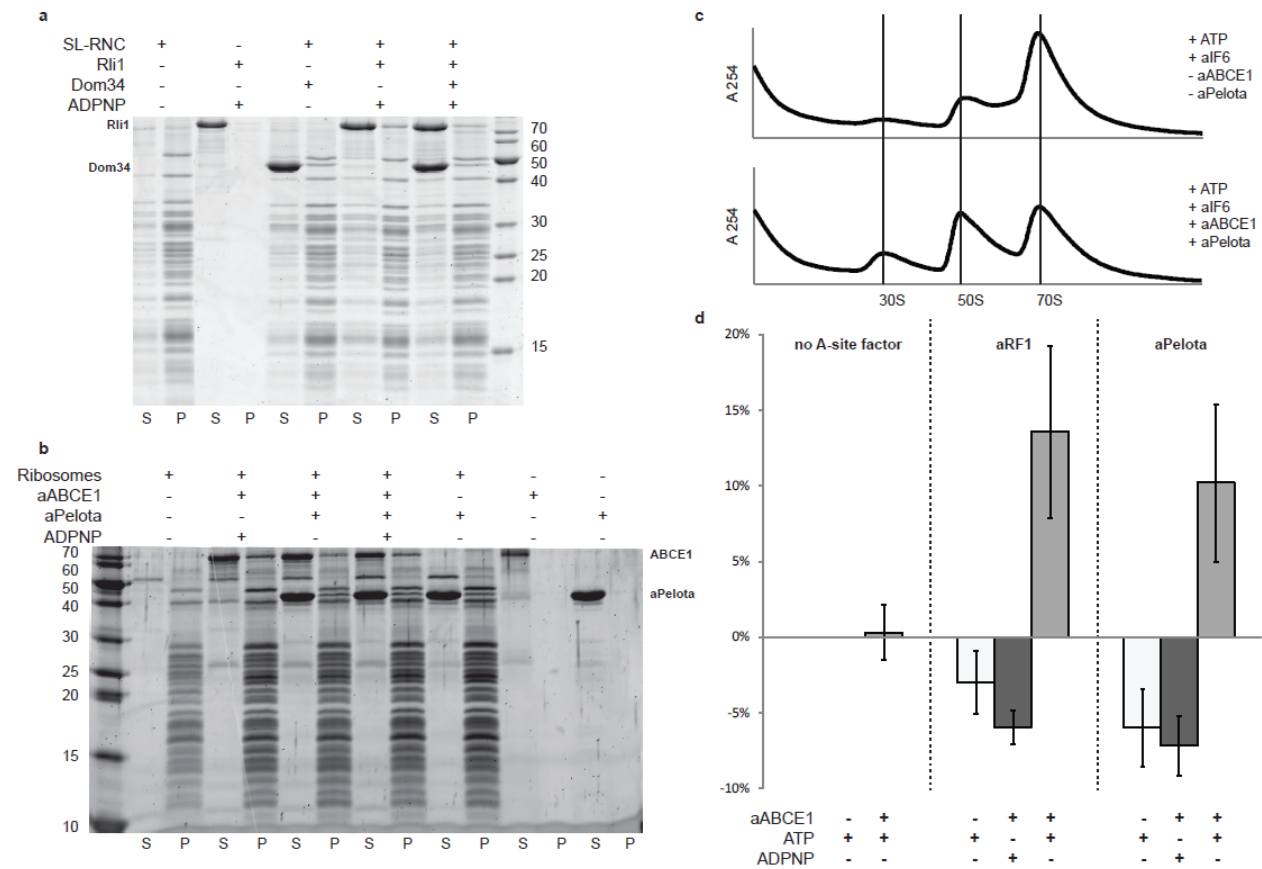 a
SL-RNC + - + + +
Rli1 - + - + +
Dom34 - - + - +
ADPNP - + - + +
Rli1
Dom34
70
60
50
40
30
25
20
15
S P S P S P S P S P
b
Ribosomes + + + + + - -
aABCE1 - + + + - + -
aPelota - - + + + - +
ADPNP - + - + - - -
70
60
50
40
30
25
20
15
10
ABCE1
aPelota
S P S P S P S P S P S P S P
c
A 254
+ ATP
+ aIF6
- aABCE1
- aPelota
A 254
+ ATP
+ aIF6
+ aABCE1
+ aPelota
30S 50S 70S
d
20%
15%
10%
5%
0%
-5%
-10%
no A-site factor aRF1 aPelota
aABCE1 - + - + + - + +
ATP + + + - + + - +
ADPNP - - - + - - + -